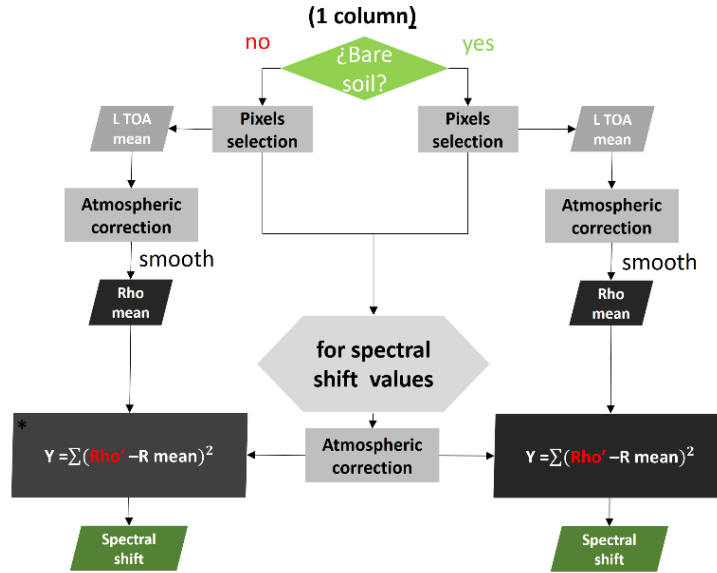 (1 column)
no
yes
¿Bare
soil?
Pixels
selection
Pixels
selection
L TOA
mean
L TOA
mean
Atmospheric
correction
Atmospheric
correction
smooth
smooth
Rho
mean
Rho
mean
for spectral
shift values
*
Y =∑(Rho′ –R mean)²
Atmospheric
correction
Y =∑(Rho′ –R mean)²
Spectral
shift
Spectral
shift